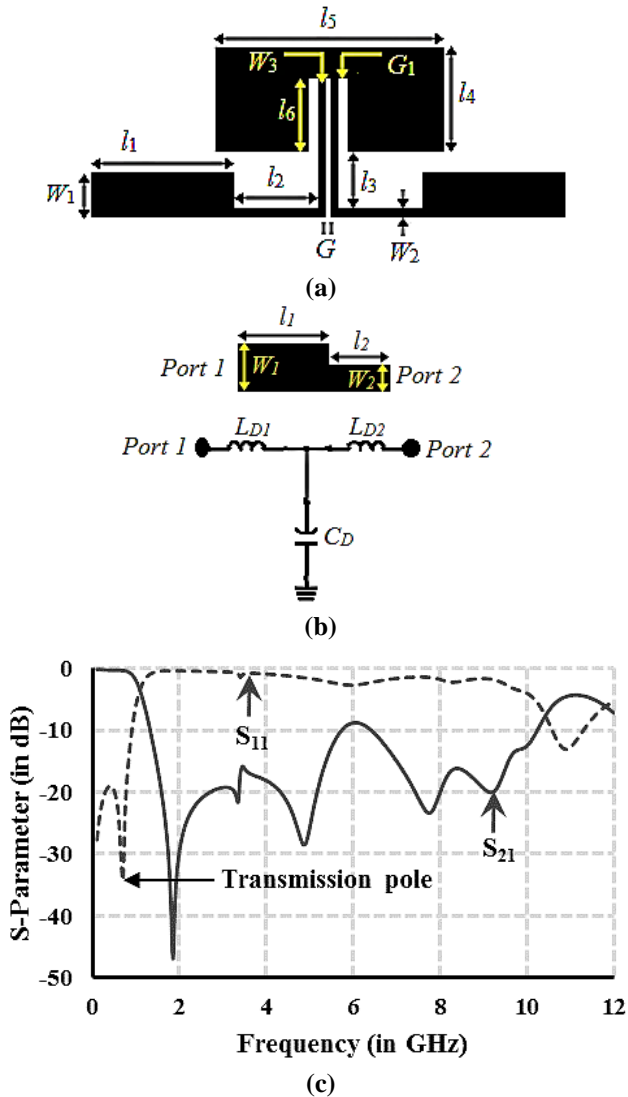 l5
W3
G1
l6
l4
l1
W1
l2
l3
G
W2
(a)
l1
l2
Port 1
W1
W2
Port 2
LD1
LD2
Port 1
Port 2
CD
(b)
0
-10
-20
-30
-40
-50
S-Parameter (in dB)
S11
S21
Transmission pole
0
2
4
6
8
10
12
Frequency (in GHz)
(c)